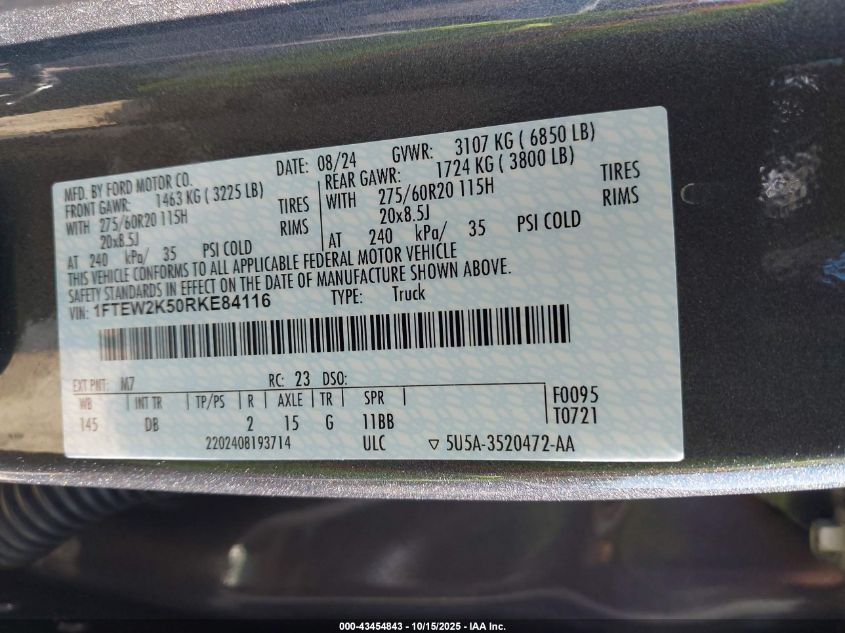 MFD. BY FORD MOTOR CO.
DATE: 08/24 GVWR: 3107 KG ( 6850 LB)
FRONT GAWR: 1463 KG ( 3225 LB)
WITH 275/60R20 115H TIRES
20x8.5J RIMS
AT 240 kPa/ 35 PSI COLD
REAR GAWR: 1724 KG ( 3800 LB)
WITH 275/60R20 115H TIRES
20x8.5J RIMS
AT 240 kPa/ 35 PSI COLD
THIS VEHICLE CONFORMS TO ALL APPLICABLE FEDERAL MOTOR VEHICLE
SAFETY STANDARDS IN EFFECT ON THE DATE OF MANUFACTURE SHOWN ABOVE.
VIN: 1FTEW2K50RKE84116 TYPE: Truck
EXT PNT: M7 RC: 23 DSO:
WB INT TR TP/PS R AXLE TR SPR
145 DB 2 15 G 11BB
F0095
T0721
2202408193714 ULC ▽ 5U5A-3520472-AA
000-43454843 - 10/15/2025 - IAA Inc.